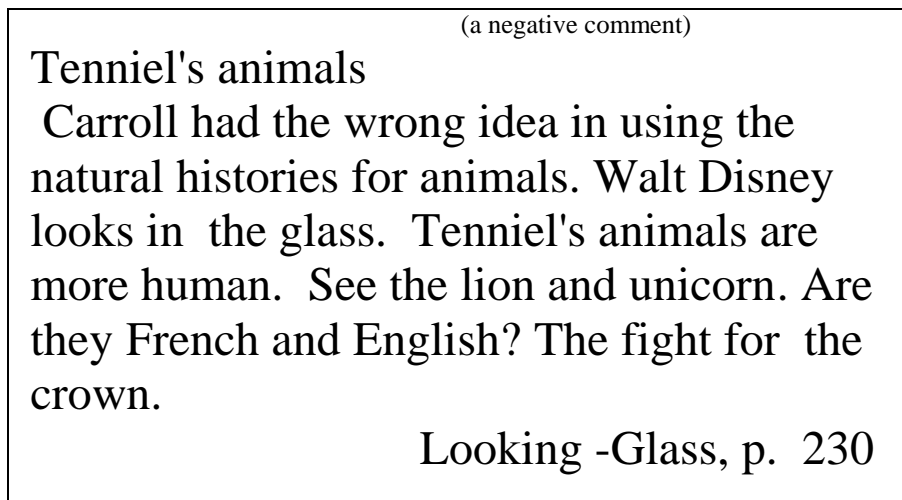 (a negative comment)
Tenniel's animals
Carroll had the wrong idea in using the
natural histories for animals. Walt Disney
looks in  the glass.  Tenniel's animals are
more human.  See the lion and unicorn. Are
they French and English? The fight for  the
crown.
Looking -Glass, p.  230